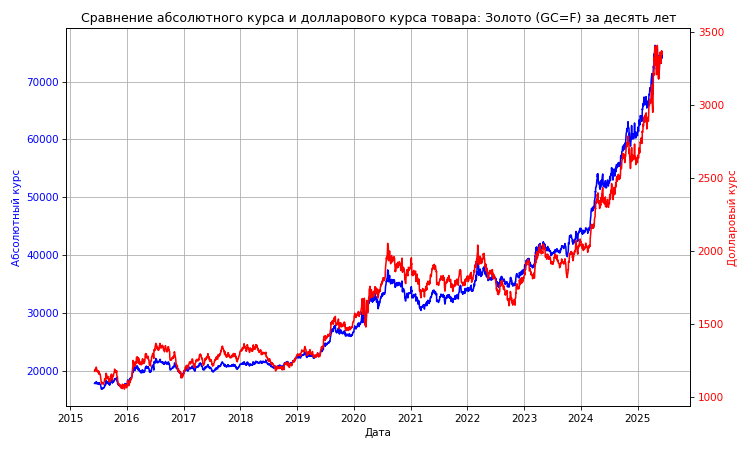 Сравнение абсолютного курса и долларового курса товара: Золото (GC=F) за десять лет
Абсолютный курс
70000
60000
50000
40000
30000
20000
3500
3000
2500
2000
1500
1000
Долларовый курс
2015 2016 2017 2018 2019 2020 2021 2022 2023 2024 2025
Дата